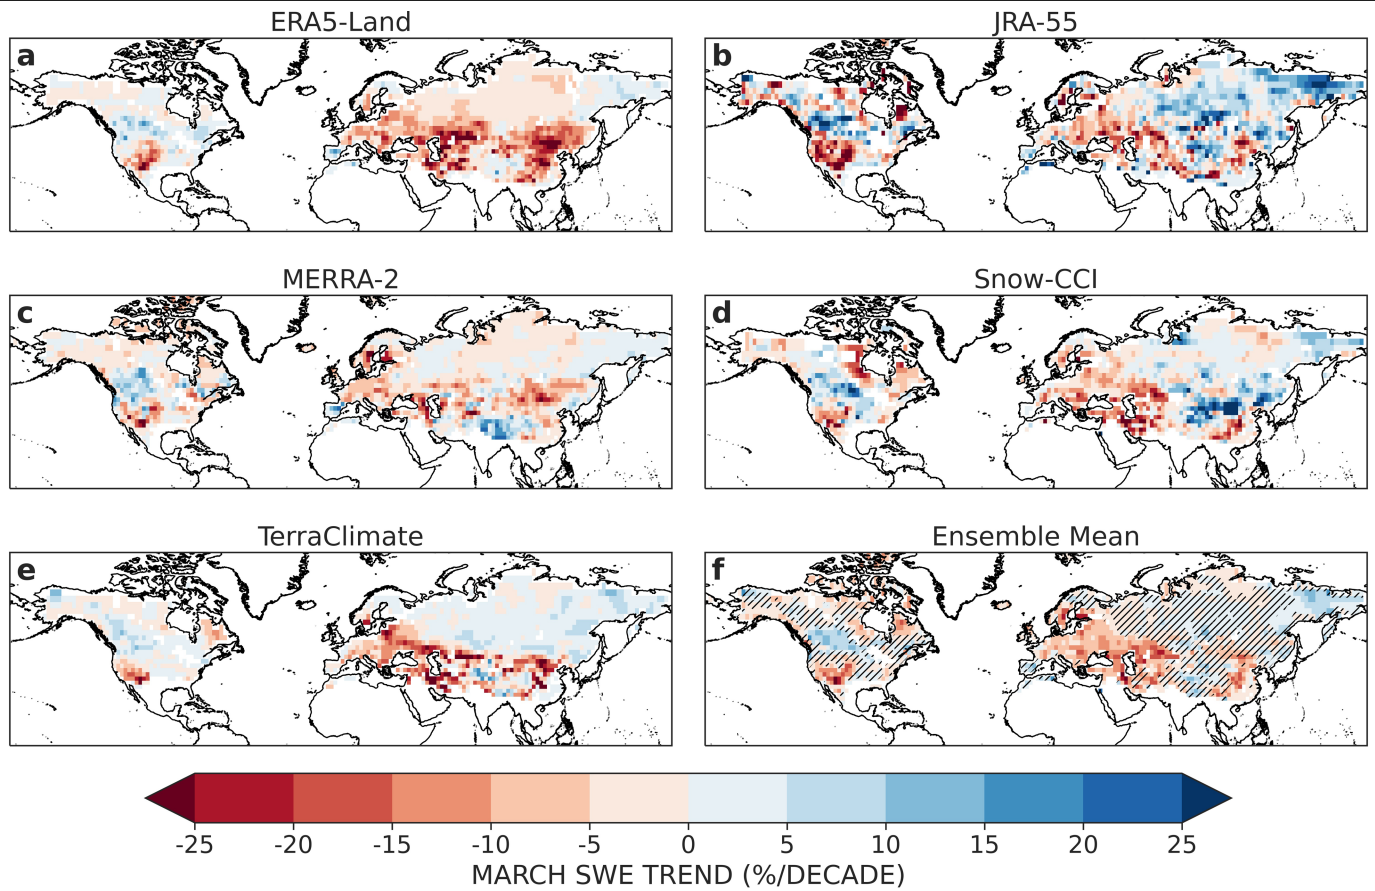 ERA5-Land
JRA-55
a
b
MERRA-2
Snow-CCI
c
d
TerraClimate
Ensemble Mean
e
f
-25 -20 -15 -10 -5 0 5 10 15 20 25
MARCH SWE TREND (%/DECADE)